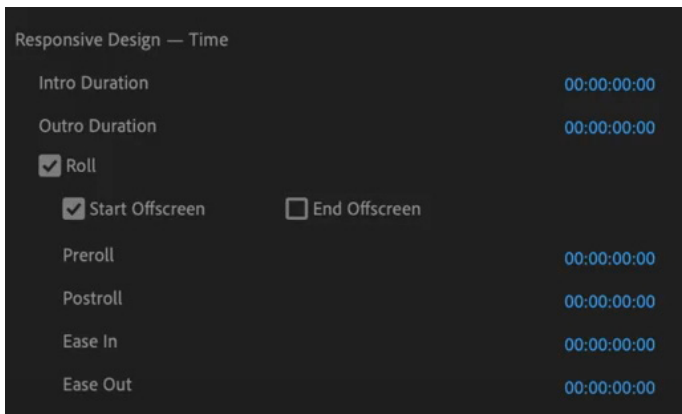 Responsive Design — Time
Intro Duration 00:00:00:00
Outro Duration 00:00:00:00
Roll
Start Offscreen End Offscreen
Preroll 00:00:00:00
Postroll 00:00:00:00
Ease In 00:00:00:00
Ease Out 00:00:00:00